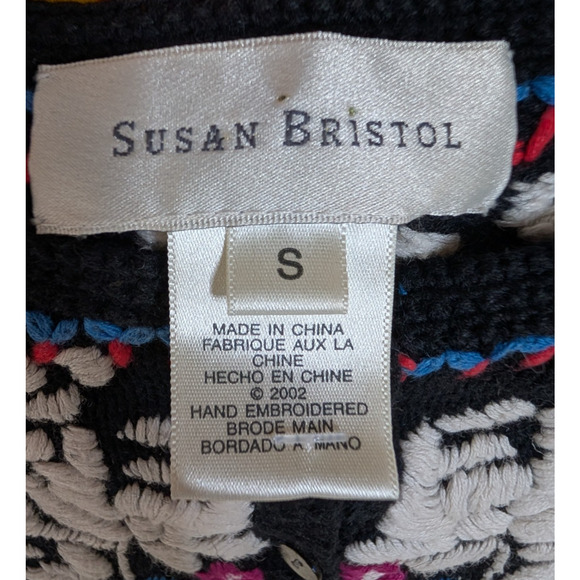 SUSAN BRISTOL
S
MADE IN CHINA
FABRIQUE AUX LA
CHINE
HECHO EN CHINE
© 2002
HAND EMBROIDERED
BRODE MAIN
BORDADO A MANO